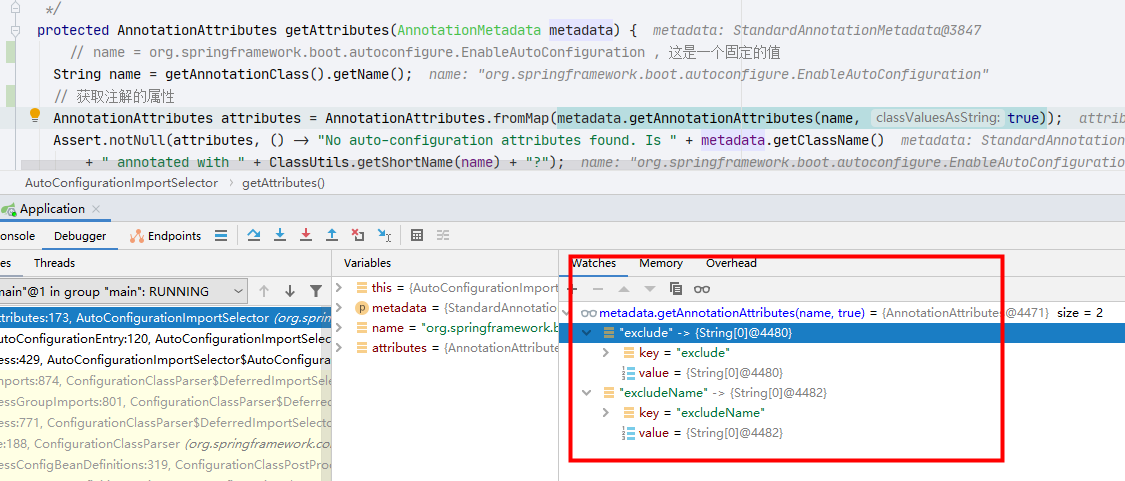 */
protected AnnotationAttributes getAttributes(AnnotationMetadata metadata) { metadata: StandardAnnotationMetadata@3847
// name = org.springframework.boot.autoconfigure.EnableAutoConfiguration , 这是一个固定的值
String name = getAnnotationClass().getName(); name: "org.springframework.boot.autoconfigure.EnableAutoConfiguration"
// 获取注解的属性
AnnotationAttributes attributes = AnnotationAttributes.fromMap(metadata.getAnnotationAttributes(name, classValuesAsString: true)); attrib
Assert.notNull(attributes, () -> "No auto-configuration attributes found. Is " + metadata.getClassName() metadata: StandardAnnotation
+ " annotated with " + ClassUtils.getShortName(name) + "?"); name: "org.springframework.boot.autoconfigure.EnableAutoConfiguration
AutoConfigurationImportSelector › getAttributes()
Application
onsole Debugger Endpoints
es Threads
Variables
Watches Memory Overhead
main"@1 in group "main": RUNNING
ttributes:173, AutoConfigurationImportSelector (org.sprin
utoConfigurationEntry:120, AutoConfigurationImportSelec
ess:429, AutoConfigurationImportSelector$AutoConfigura
mports:874, ConfigurationClassParser$DeferredImportSele
essGroupImports:801, ConfigurationClassParser$Deferred
ess:771, ConfigurationClassParser$DeferredImportSelector
e:188, ConfigurationClassParser (org.springframework.con
essConfigBeanDefinitions:319, ConfigurationClassPostProc
this = {AutoConfigurationImport
metadata = {StandardAnnotation
name = "org.springframework.b
attributes = {AnnotationAttribute
metadata.getAnnotationAttributes(name, true) = {AnnotationAttributes@4471} size = 2
"exclude" -> {String[0]@4480}
key = "exclude"
value = {String[0]@4480}
"excludeName" -> {String[0]@4482}
key = "excludeName"
value = {String[0]@4482}